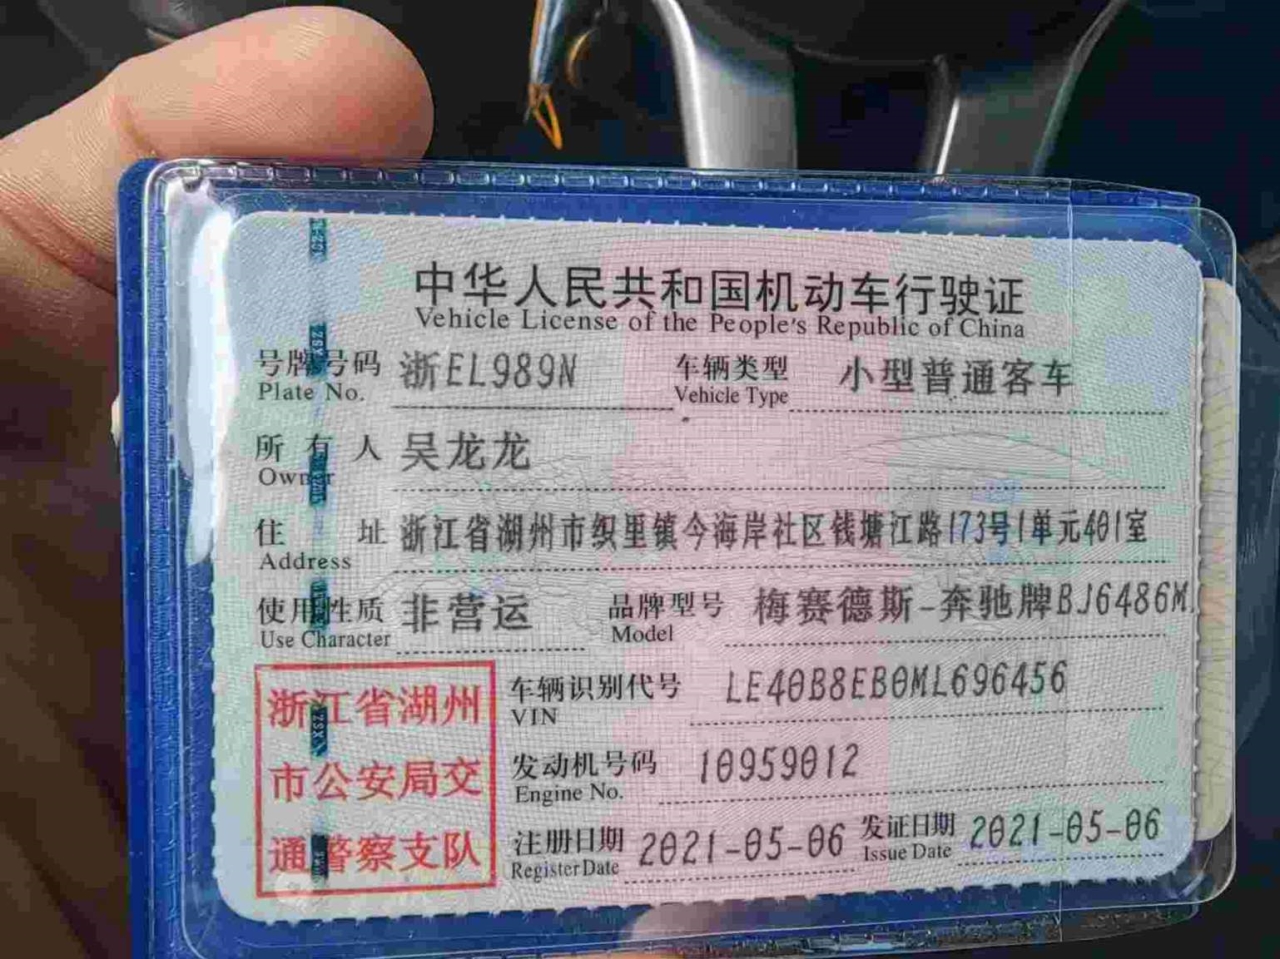 中华人民共和国机动车行驶证
Vehicle License of the People's Republic of China
号牌号码 浙EL989N 车辆类型 小型普通客车
Plate No. Vehicle Type
所有人 吴龙龙
Owner
住址 浙江省湖州市织里镇今海岸社区钱塘江路173号1单元401室
Address
使用性质 非营运 品牌型号 梅赛德斯-奔驰牌BJ6486M
Use Character Model
浙江省湖州
市公安局交
通警察支队
车辆识别代号 LE40B8EB0ML696456
VIN
发动机号码 10959012
Engine No.
注册日期 2021-05-06 发证日期 2021-05-06
Register Date Issue Date